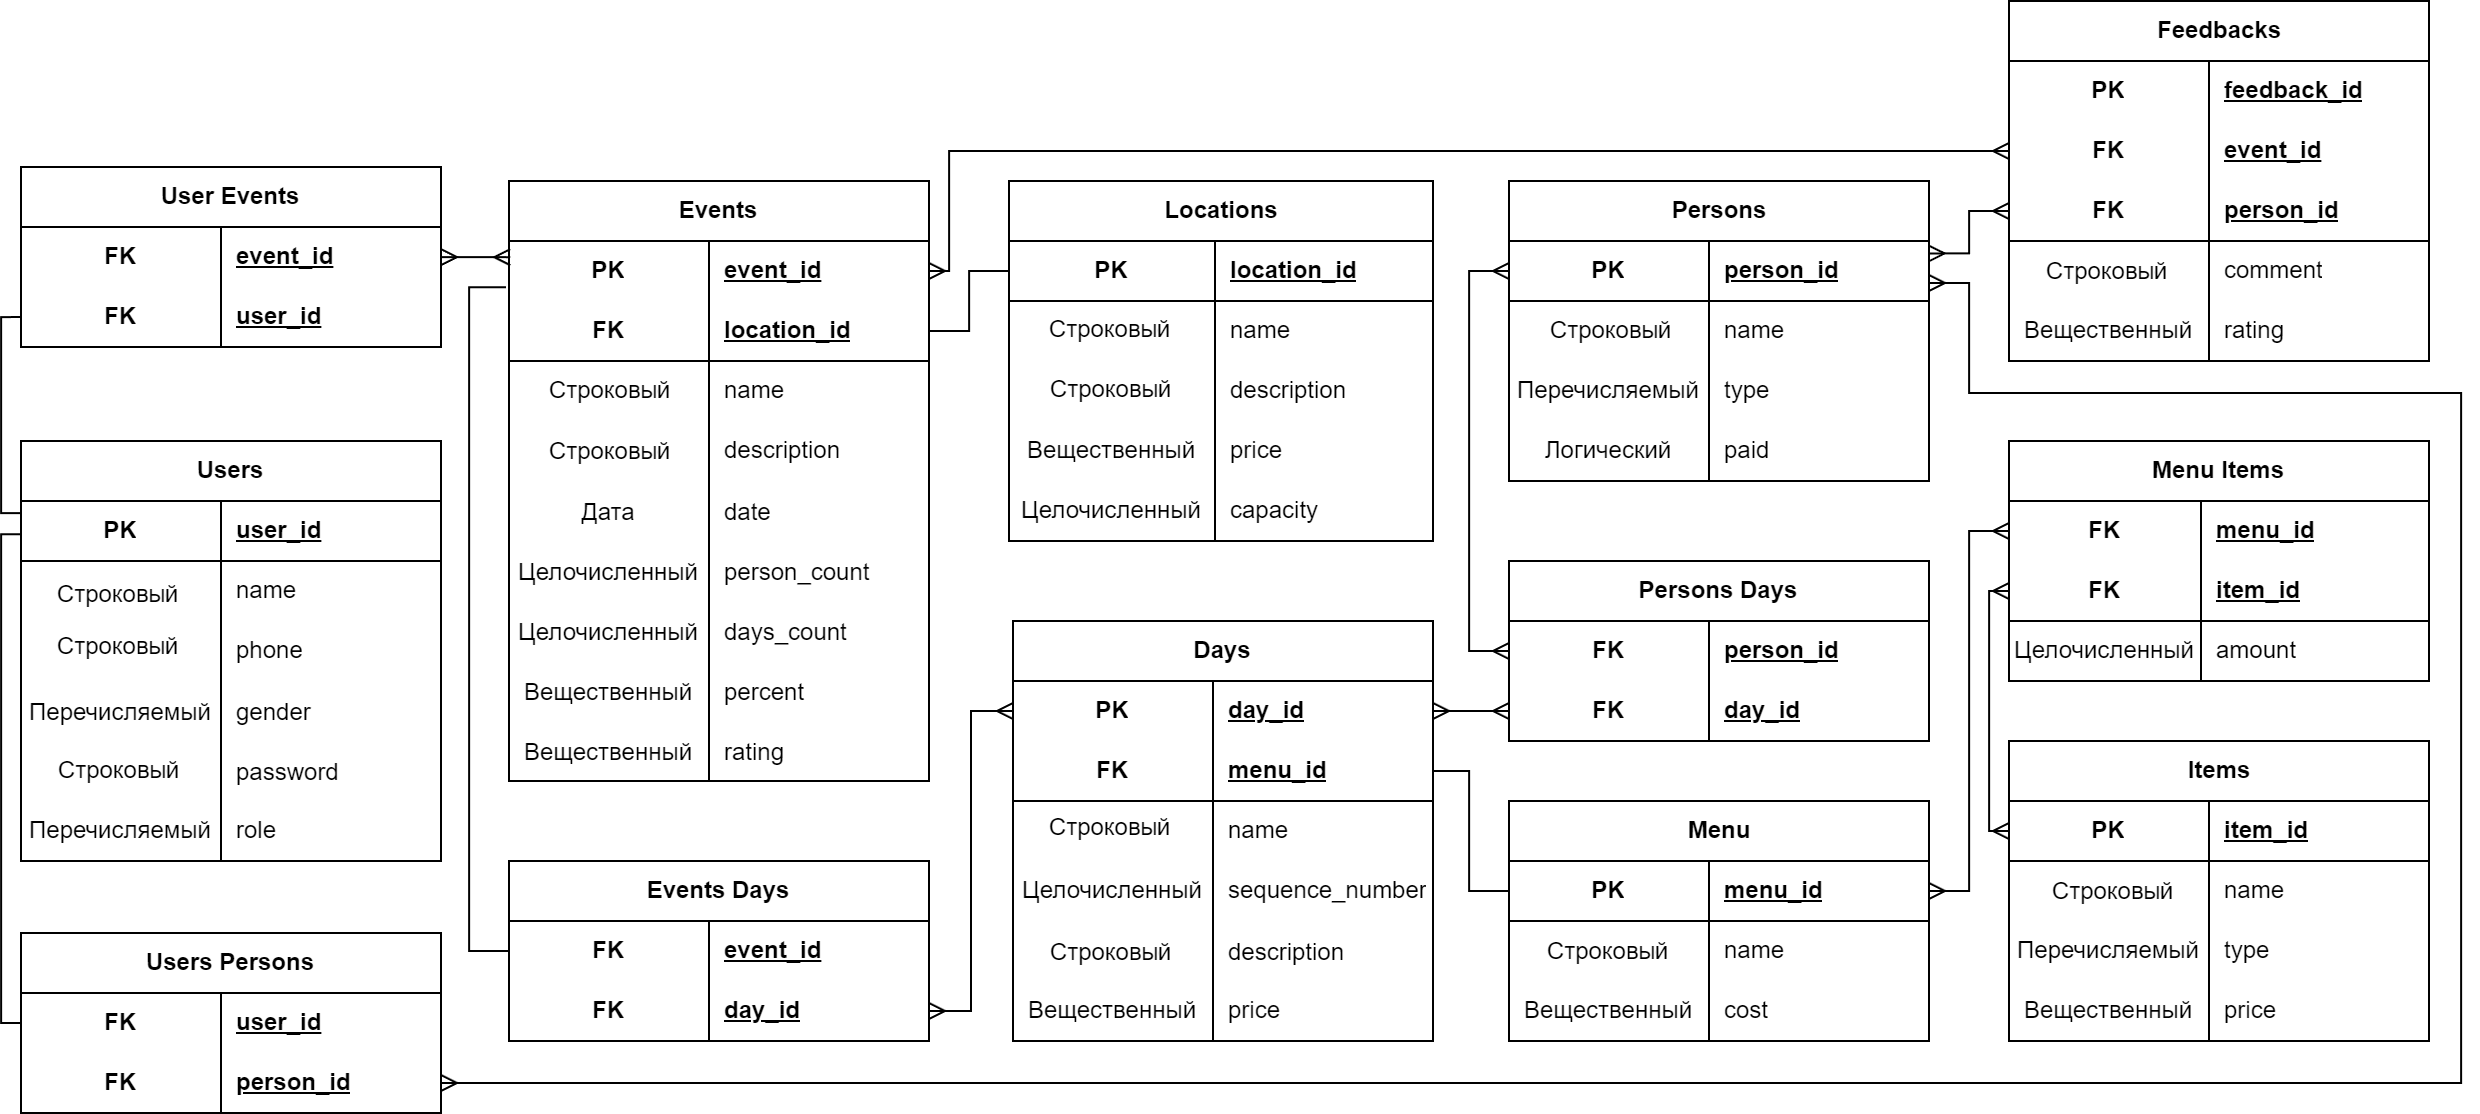 Feedbacks
PK feedback_id
FK event_id
FK person_id
Строковый comment
Вещественный rating
User Events
FK event_id
FK user_id
Events
PK event_id
FK location_id
Строковый name
Строковый description
Дата date
Целочисленный person_count
Целочисленный days_count
Вещественный percent
Вещественный rating
Locations
PK location_id
Строковый name
Строковый description
Вещественный price
Целочисленный capacity
Persons
PK person_id
Строковый name
Перечисляемый type
Логический paid
Users
PK user_id
Строковый name
Строковый phone
Перечисляемый gender
Строковый password
Перечисляемый role
Menu Items
FK menu_id
FK item_id
Целочисленный amount
Persons Days
FK person_id
FK day_id
Days
PK day_id
FK menu_id
Строковый name
Целочисленный sequence_number
Строковый description
Вещественный price
Items
PK item_id
Строковый name
Перечисляемый type
Вещественный price
Menu
PK menu_id
Строковый name
Вещественный cost
Events Days
FK event_id
FK day_id
Users Persons
FK user_id
FK person_id